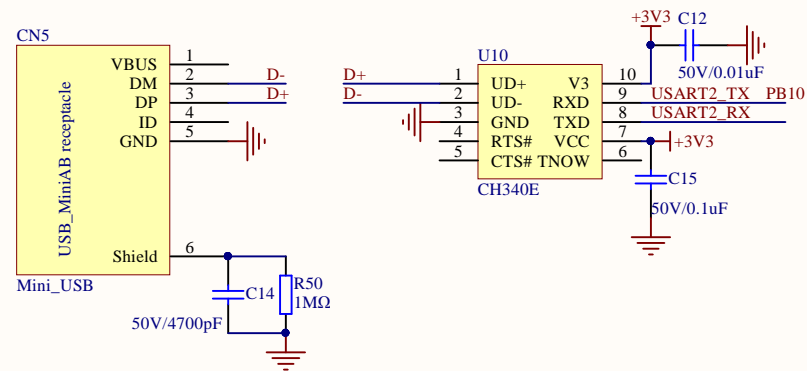 CN5
USB_MiniAB receptacle
VBUS 1
DM 2 D-
DP 3 D+
ID 4
GND 5
Shield 6
Mini_USB
C14
50V/4700pF
R50
1MΩ
D+ 1 UD+
D- 2 UD-
3 GND
4 RTS#
5 CTS#
U10
V3 10
RXD 9 USART2_TX PB10
TXD 8 USART2_RX
VCC 7 +3V3
TNOW 6
CH340E
+3V3
C12
50V/0.01uF
C15
50V/0.1uF